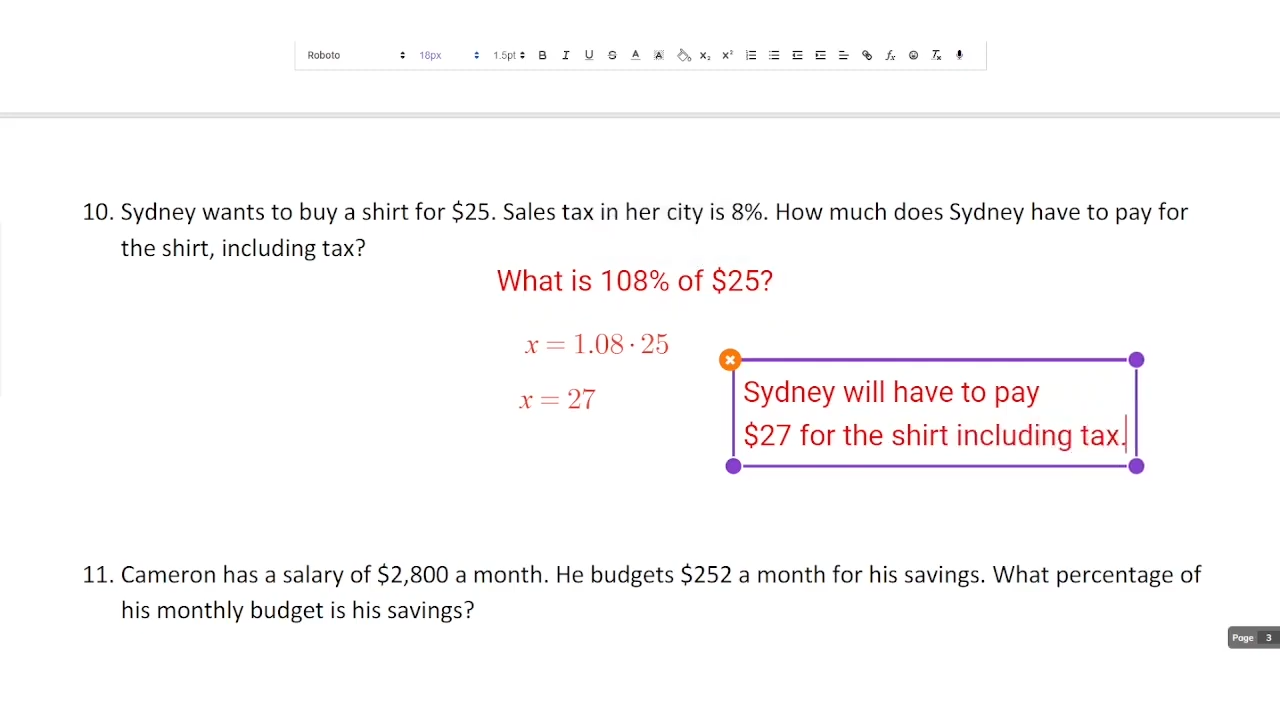 Roboto 18px 1.5pt B I U S A A x₂ x² fx Tx
10. Sydney wants to buy a shirt for $25. Sales tax in her city is 8%. How much does Sydney have to pay for
the shirt, including tax?
What is 108% of $25?
x = 1.08 · 25
x = 27
Sydney will have to pay
$27 for the shirt including tax.
11. Cameron has a salary of $2,800 a month. He budgets $252 a month for his savings. What percentage of
his monthly budget is his savings?
Page 3